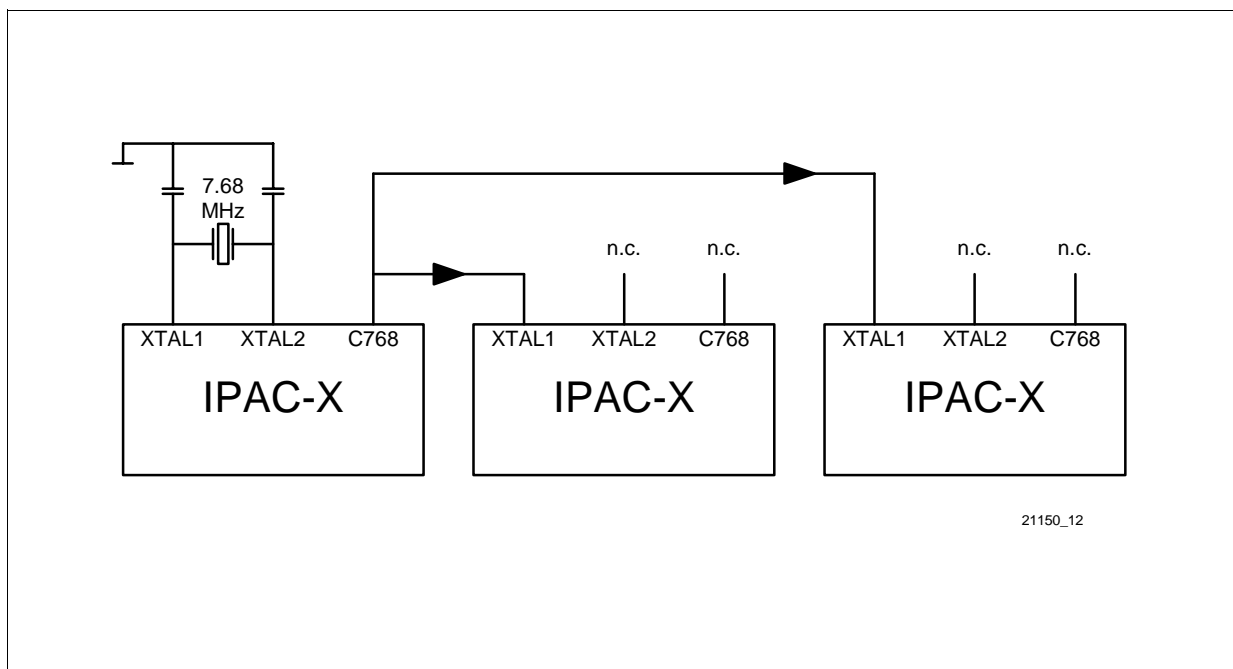 7.68
MHz
n.c. n.c. n.c. n.c.
XTAL1 XTAL2 C768 XTAL1 XTAL2 C768 XTAL1 XTAL2 C768
IPAC-X IPAC-X IPAC-X
21150_12